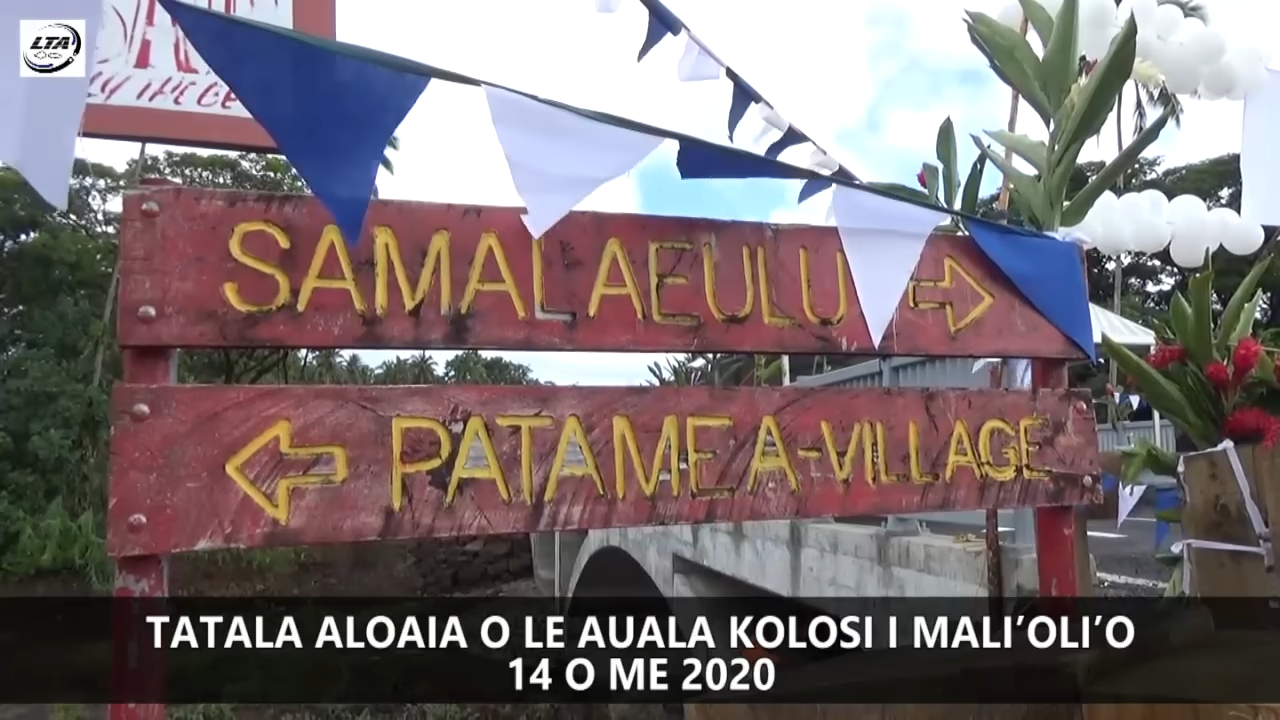 LTA
SAMALAEULU
PATAMEA-VILLAGE
TATALA ALOAIA O LE AUALA KOLOSI I MALI’OLI’O
14 O ME 2020